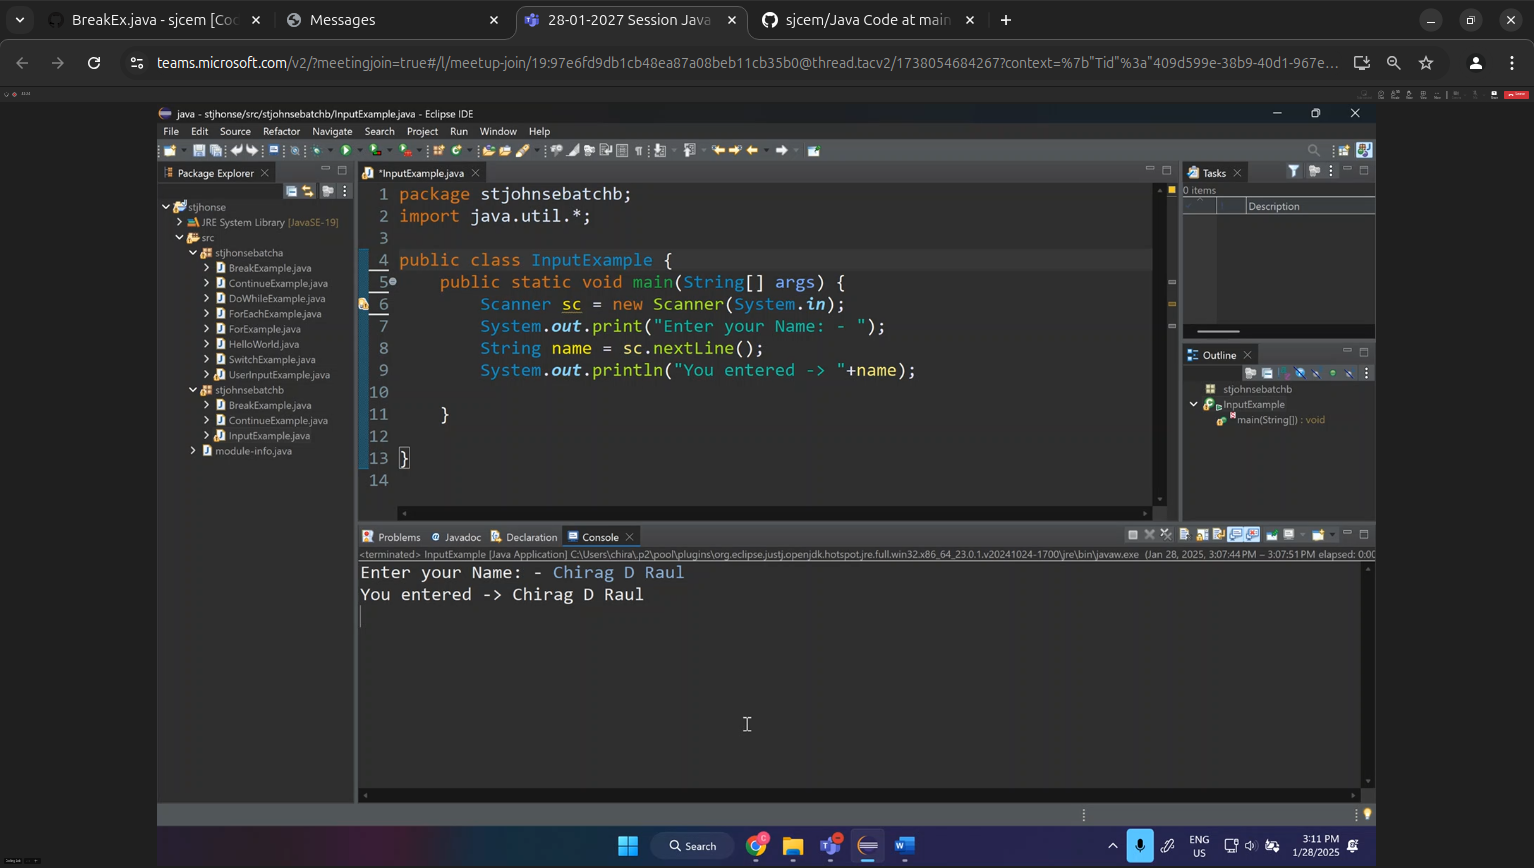 BreakEx.java - sjcem [Co
Messages
28-01-2027 Session Java
sjcem/Java Code at main
teams.microsoft.com/v2/?meetingjoin=true#/l/meetup-join/19:97e6fd9db1cb48ea87a08beb11cb35b0@thread.tacv2/1738054684267?context=%7b"Tid"%3a"409d599e-38b9-40d1-967e...
java - stjhonse/src/stjohnsebatchb/InputExample.java - Eclipse IDE
File Edit Source Refactor Navigate Search Project Run Window Help
Package Explorer
stjhonse
JRE System Library [JavaSE-19]
src
stjhonsebatcha
BreakExample.java
ContinueExample.java
DoWhileExample.java
ForEachExample.java
ForExample.java
HelloWorld.java
SwitchExample.java
UserInputExample.java
stjohnsebatchb
BreakExample.java
ContinueExample.java
InputExample.java
module-info.java
*InputExample.java
1 package stjohnsebatchb;
2 import java.util.*;
3
4 public class InputExample {
5 public static void main(String[] args) {
6 Scanner sc = new Scanner(System.in);
7 System.out.print("Enter your Name: - ");
8 String name = sc.nextLine();
9 System.out.println("You entered -> "+name);
10
11 }
12
13 }
14
Tasks
0 items
Description
Outline
stjohnsebatchb
InputExample
main(String[]) : void
Problems Javadoc Declaration Console
<terminated> InputExample [Java Application] C:\Users\chira\.p2\pool\plugins\org.eclipse.justj.openjdk.hotspot.jre.full.win32.x86_64_23.0.1.v20241024-1700\jre\bin\javaw.exe (Jan 28, 2025, 3:07:44 PM – 3:07:51 PM elapsed: 0:00
Enter your Name: - Chirag D Raul
You entered -> Chirag D Raul
Search
ENG
US
3:11 PM
1/28/2025